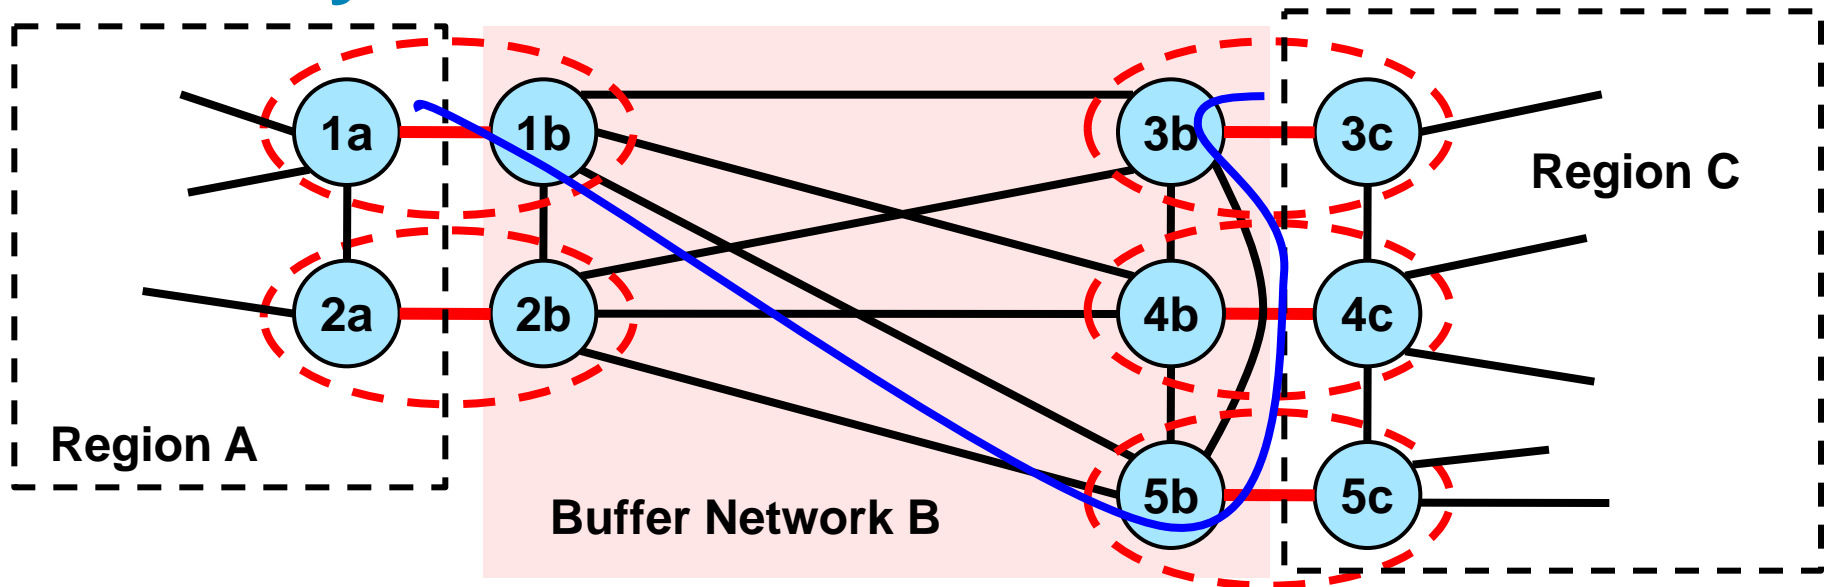 1a
1b
3b
3c
Region C
2a
2b
4b
4c
Region A
Buffer Network B
5b
5c